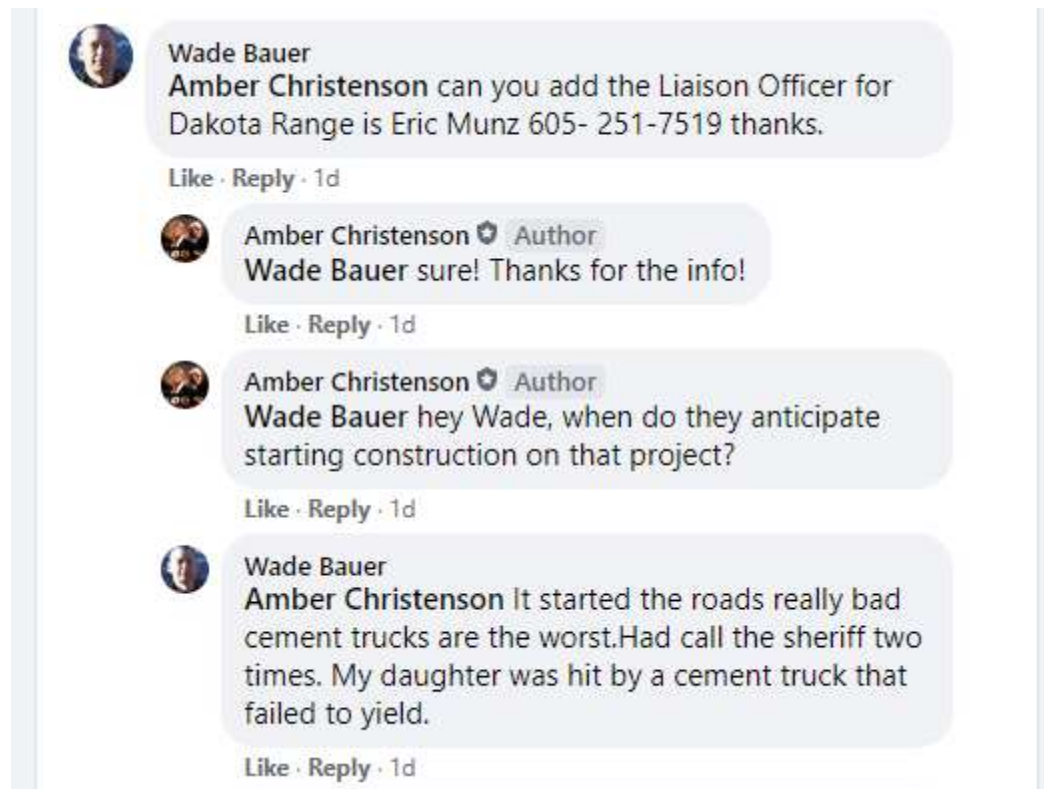 Wade Bauer
Amber Christenson can you add the Liaison Officer for
Dakota Range is Eric Munz 605- 251-7519 thanks.
Like · Reply · 1d
Amber Christenson Author
Wade Bauer sure! Thanks for the info!
Like · Reply · 1d
Amber Christenson Author
Wade Bauer hey Wade, when do they anticipate
starting construction on that project?
Like · Reply · 1d
Wade Bauer
Amber Christenson It started the roads really bad
cement trucks are the worst.Had call the sheriff two
times. My daughter was hit by a cement truck that
failed to yield.
Like · Reply · 1d